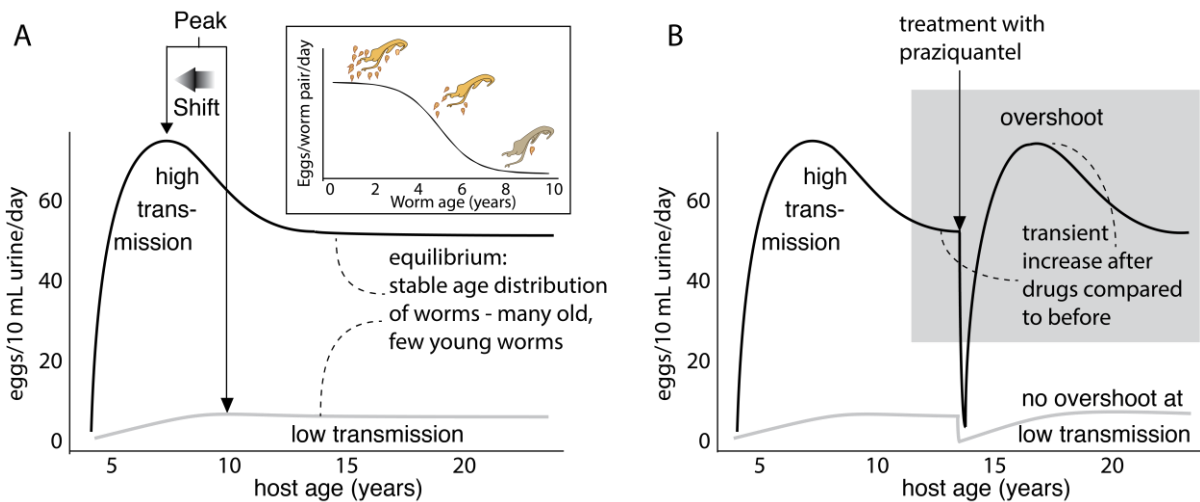 A
Peak
Shift
high
trans-
mission
eggs/10 mL urine/day
60
40
20
0
5
10
15
20
host age (years)
low transmission
equilibrium:
stable age distribution
of worms - many old,
few young worms
Eggs/worm pair/day
0
2
4
6
8
10
Worm age (years)
B
treatment with
praziquantel
overshoot
high
trans-
mission
transient
increase after
drugs compared
to before
no overshoot at
low transmission
eggs/10 mL urine/day
60
40
20
0
5
10
15
20
host age (years)